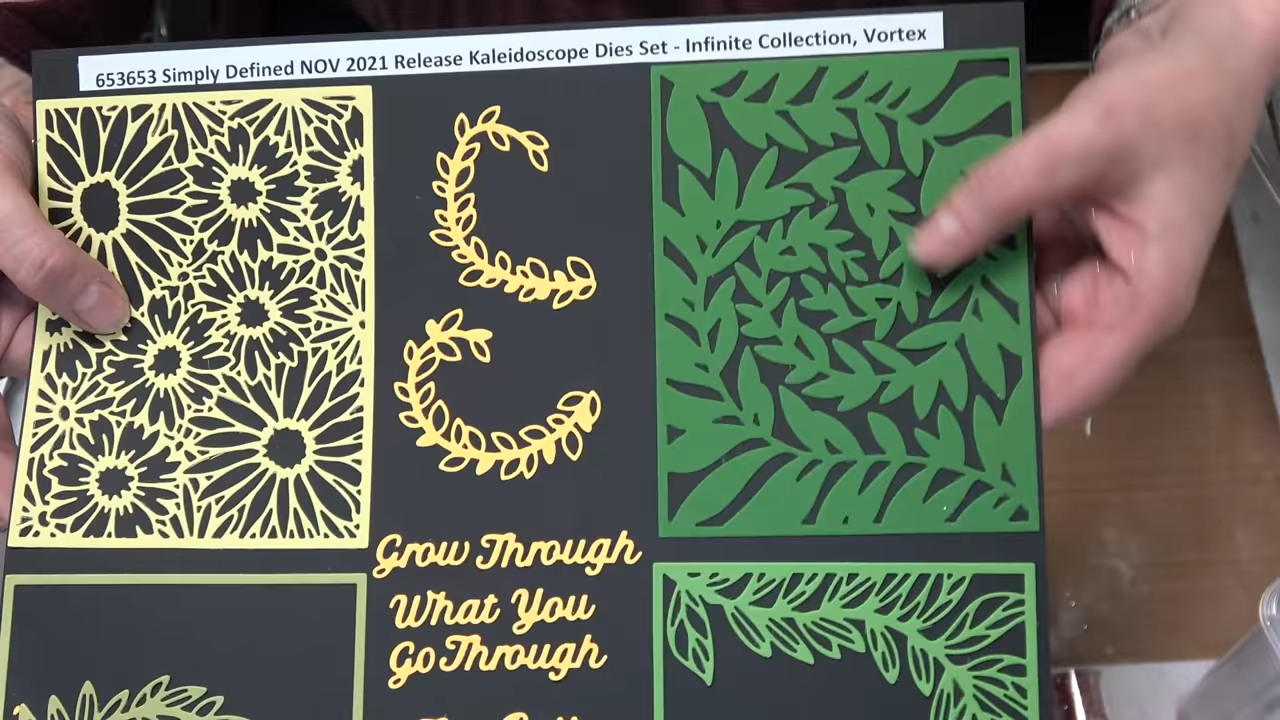 653653 Simply Defined NOV 2021 Release Kaleidoscope Dies Set - Infinite Collection, Vortex
Grow Through
What You
Go Through